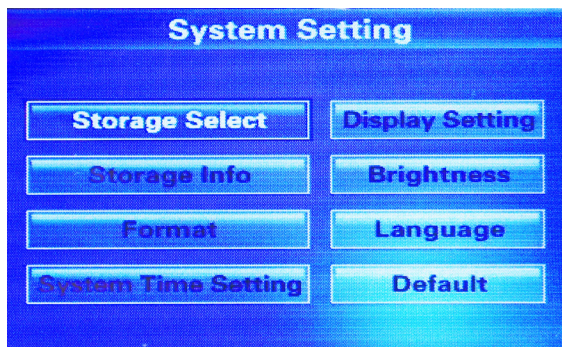 System Setting
Storage Select
Display Setting
Storage Info
Brightness
Format
Language
System Time Setting
Default